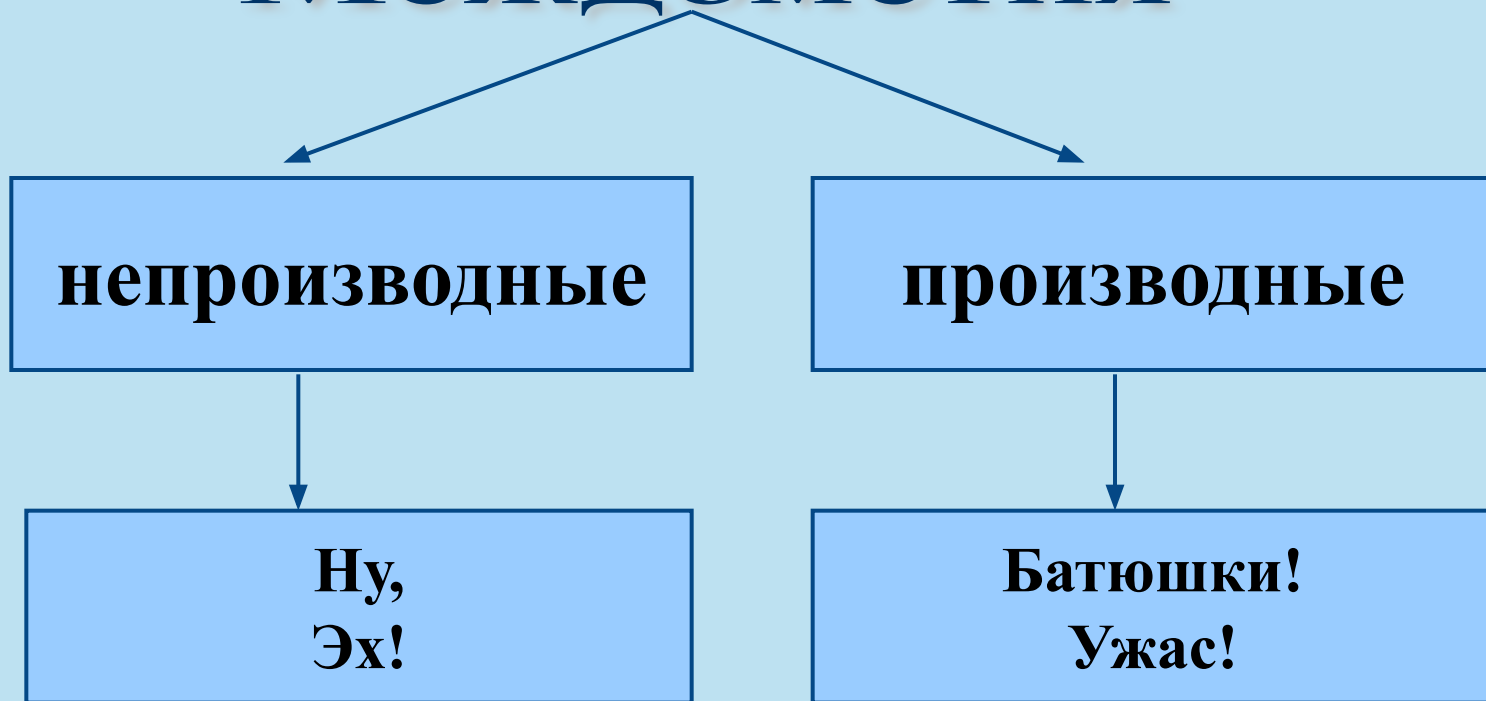 непроизводные
производные
Ну,
Эх!
Батюшки!
Ужас!